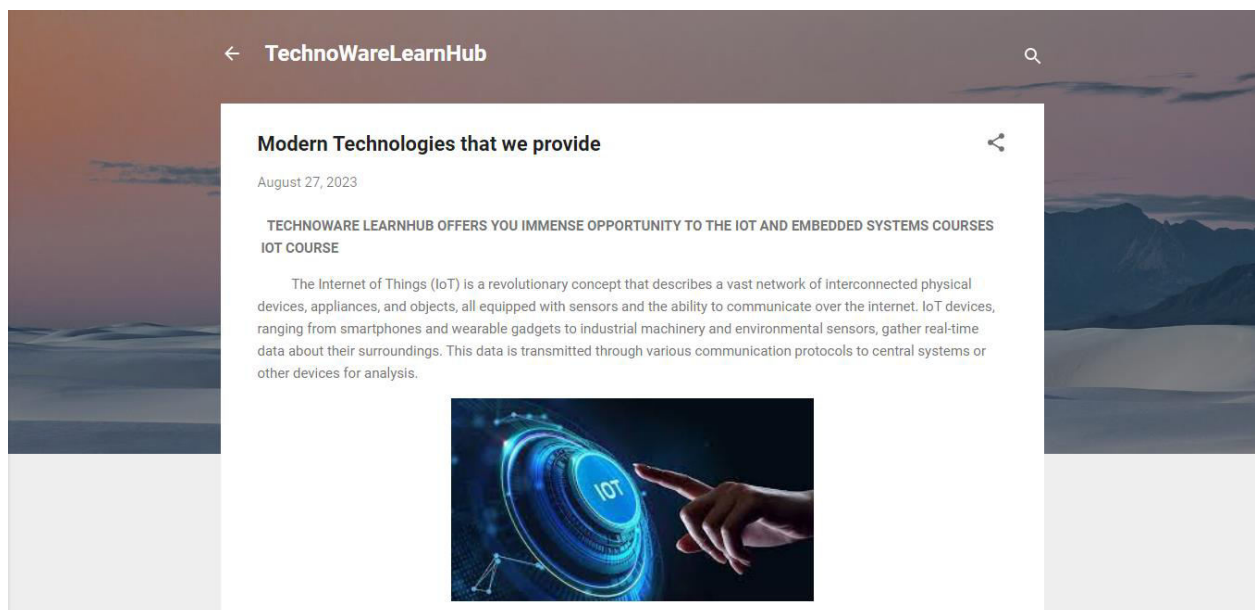 TechnoWareLearnHub
Modern Technologies that we provide
August 27, 2023
TECHNOWARE LEARNHUB OFFERS YOU IMMENSE OPPORTUNITY TO THE IOT AND EMBEDDED SYSTEMS COURSES
IOT COURSE
The Internet of Things (IoT) is a revolutionary concept that describes a vast network of interconnected physical
devices, appliances, and objects, all equipped with sensors and the ability to communicate over the internet. IoT devices,
ranging from smartphones and wearable gadgets to industrial machinery and environmental sensors, gather real-time
data about their surroundings. This data is transmitted through various communication protocols to central systems or
other devices for analysis.
IOT